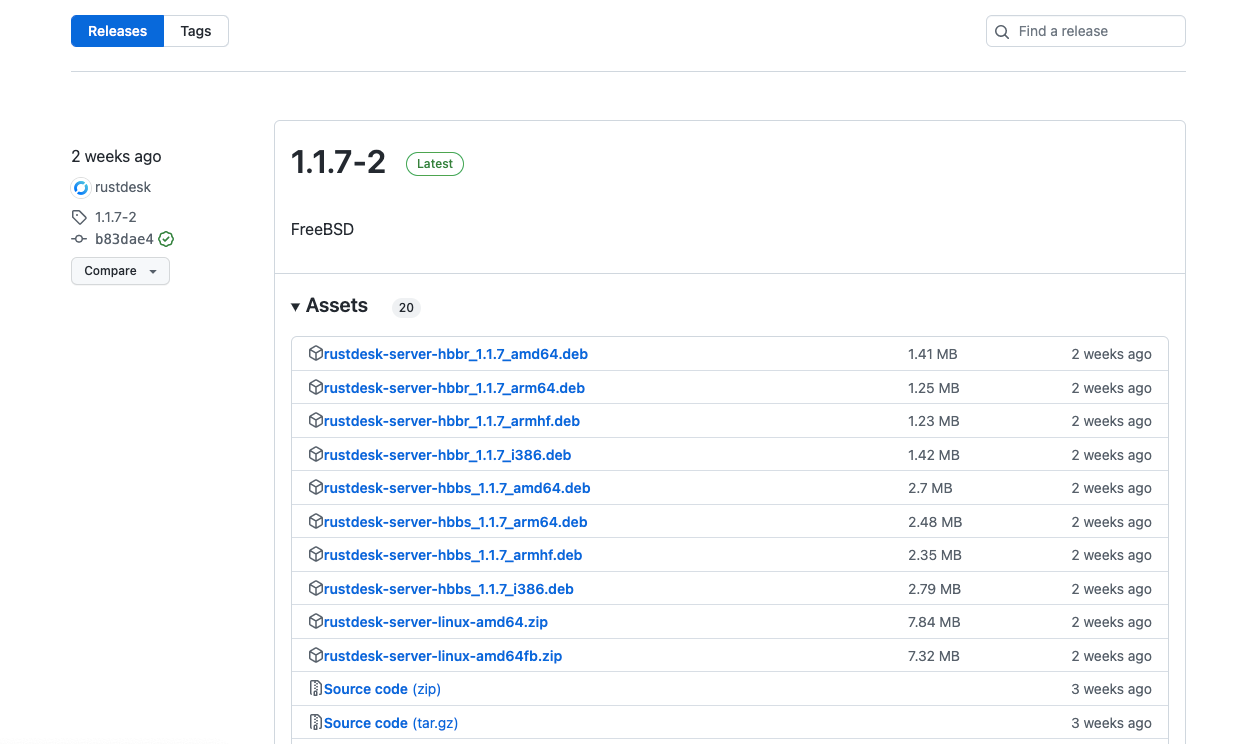 Releases Tags Find a release
2 weeks ago
rustdesk
1.1.7-2
b83dae4
Compare
1.1.7-2 Latest
FreeBSD
Assets 20
rustdesk-server-hbbr_1.1.7_amd64.deb 1.41 MB 2 weeks ago
rustdesk-server-hbbr_1.1.7_arm64.deb 1.25 MB 2 weeks ago
rustdesk-server-hbbr_1.1.7_armhf.deb 1.23 MB 2 weeks ago
rustdesk-server-hbbr_1.1.7_i386.deb 1.42 MB 2 weeks ago
rustdesk-server-hbbs_1.1.7_amd64.deb 2.7 MB 2 weeks ago
rustdesk-server-hbbs_1.1.7_arm64.deb 2.48 MB 2 weeks ago
rustdesk-server-hbbs_1.1.7_armhf.deb 2.35 MB 2 weeks ago
rustdesk-server-hbbs_1.1.7_i386.deb 2.79 MB 2 weeks ago
rustdesk-server-linux-amd64.zip 7.84 MB 2 weeks ago
rustdesk-server-linux-amd64fb.zip 7.32 MB 2 weeks ago
Source code (zip) 3 weeks ago
Source code (tar.gz) 3 weeks ago